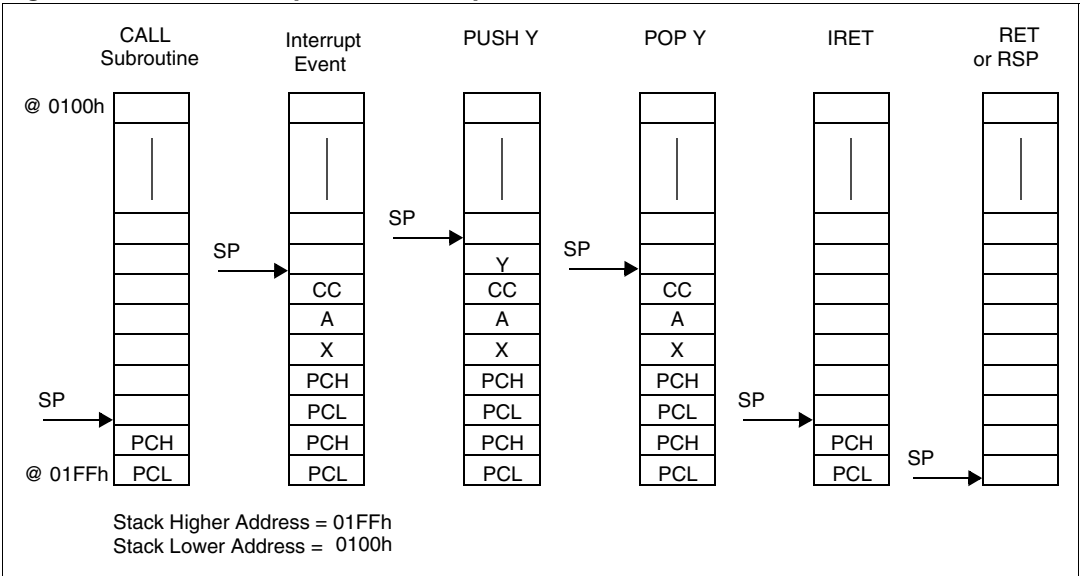 CALL
Subroutine
Interrupt
Event
PUSH Y
POP Y
IRET
RET
or RSP
@ 0100h
SP
SP
SP
Y
CC
CC
CC
A
A
A
X
X
X
PCH
PCH
PCH
SP
PCL
PCL
PCL
SP
PCH
PCH
PCH
PCH
PCH
@ 01FFh
PCL
PCL
PCL
PCL
PCL
SP
Stack Higher Address = 01FFh
Stack Lower Address = 0100h